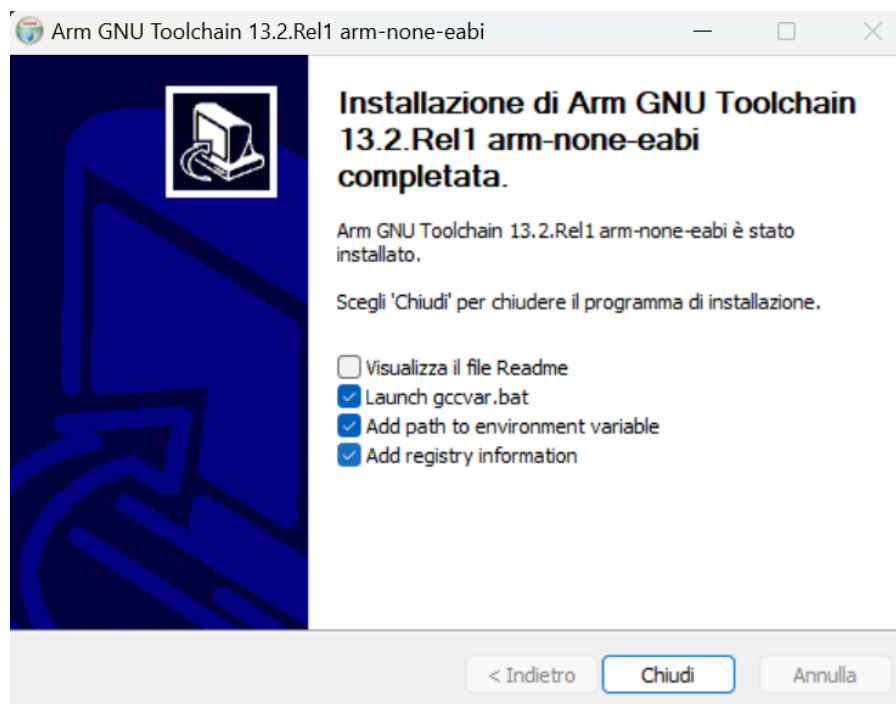 Arm GNU Toolchain 13.2.Rel1 arm-none-eabi
Installazione di Arm GNU Toolchain
13.2.Rel1 arm-none-eabi
completata.
Arm GNU Toolchain 13.2.Rel1 arm-none-eabi è stato
installato.
Scegli 'Chiudi' per chiudere il programma di installazione.
Visualizza il file Readme
Launch gccvar.bat
Add path to environment variable
Add registry information
< Indietro
Chiudi
Annulla